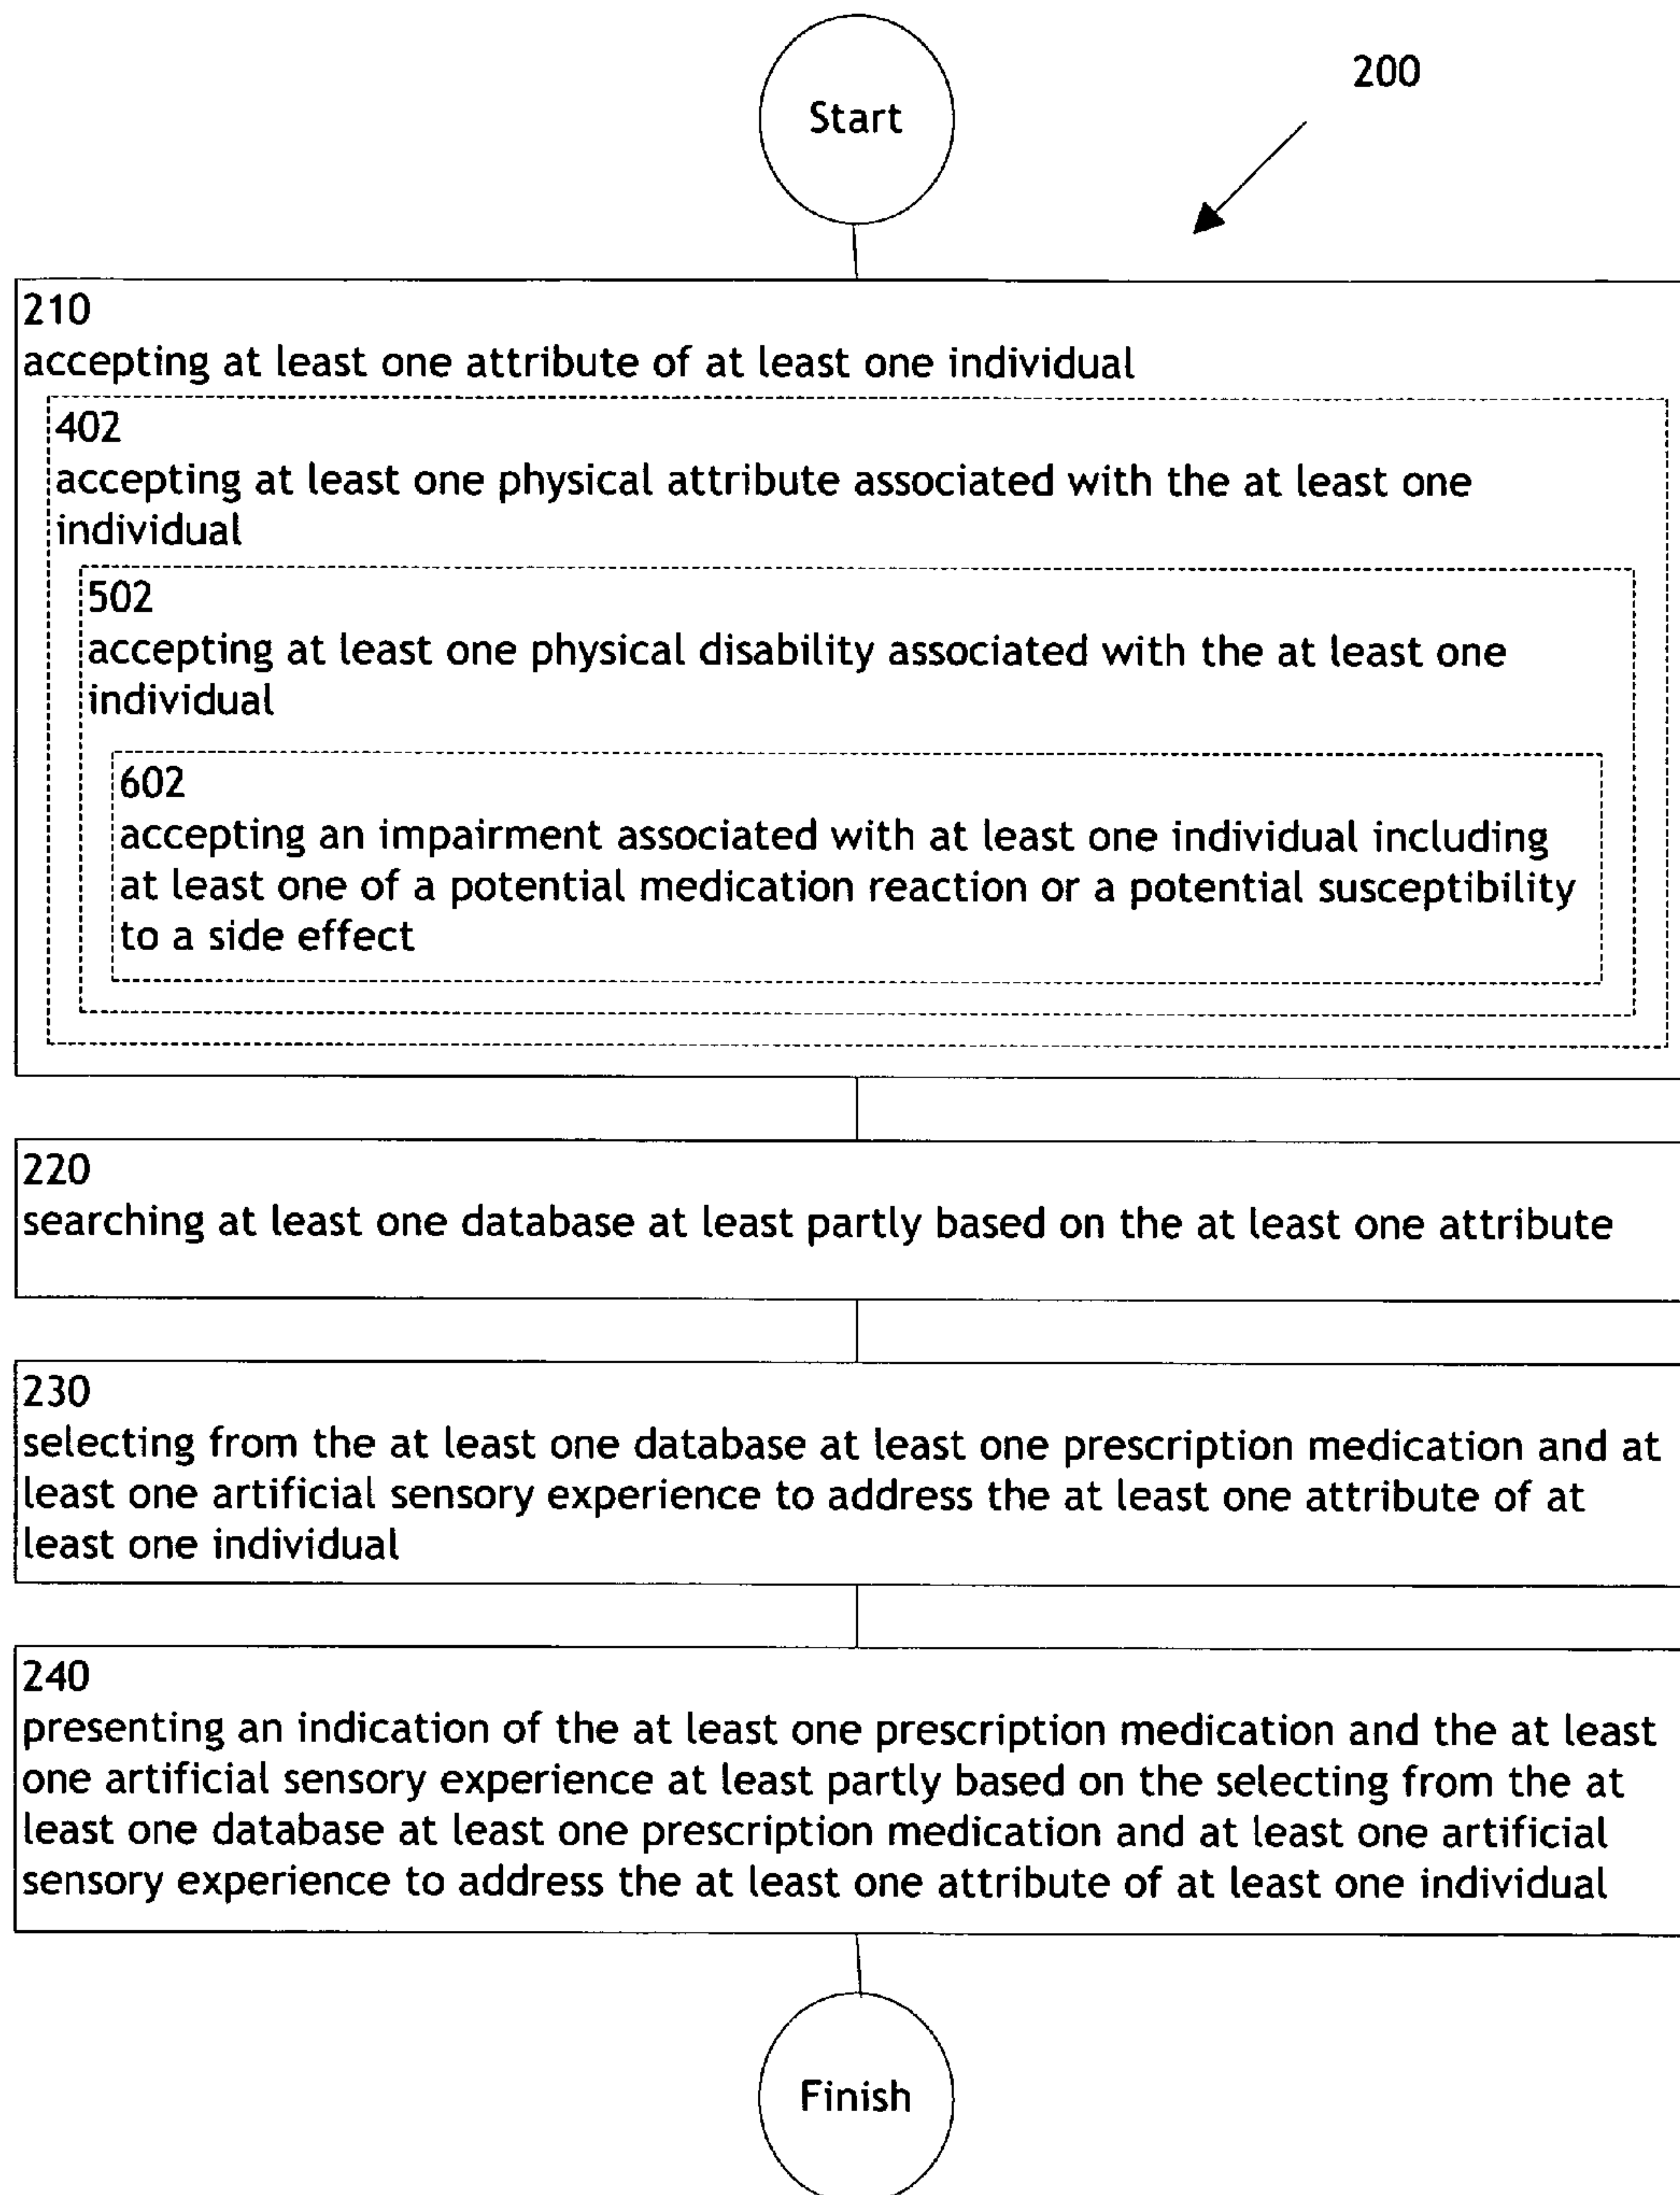 Start
200
210
accepting at least one attribute of at least one individual
402
accepting at least one physical attribute associated with the at least one
individual
502
accepting at least one physical disability associated with the at least one
individual
602
accepting an impairment associated with at least one individual including
at least one of a potential medication reaction or a potential susceptibility
to a side effect
220
searching at least one database at least partly based on the at least one attribute
230
selecting from the at least one database at least one prescription medication and at
least one artificial sensory experience to address the at least one attribute of at
least one individual
240
presenting an indication of the at least one prescription medication and the at least
one artificial sensory experience at least partly based on the selecting from the at
least one database at least one prescription medication and at least one artificial
sensory experience to address the at least one attribute of at least one individual
Finish